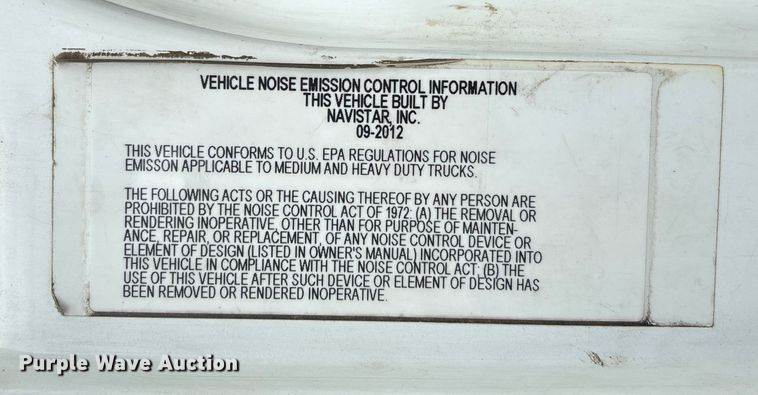 VEHICLE NOISE EMISSION CONTROL INFORMATION
THIS VEHICLE BUILT BY
NAVISTAR, INC.
09-2012
THIS VEHICLE CONFORMS TO U.S. EPA REGULATIONS FOR NOISE
EMISSON APPLICABLE TO MEDIUM AND HEAVY DUTY TRUCKS.
THE FOLLOWING ACTS OR THE CAUSING THEREOF BY ANY PERSON ARE
PROHIBITED BY THE NOISE CONTROL ACT OF 1972: (A) THE REMOVAL OR
RENDERING INOPERATIVE, OTHER THAN FOR PURPOSE OF MAINTEN-
ANCE, REPAIR, OR REPLACEMENT, OF ANY NOISE CONTROL DEVICE OR
ELEMENT OF DESIGN (LISTED IN OWNER'S MANUAL) INCORPORATED INTO
THIS VEHICLE IN COMPLIANCE WITH THE NOISE CONTROL ACT: (B) THE
USE OF THIS VEHICLE AFTER SUCH DEVICE OR ELEMENT OF DESIGN HAS
BEEN REMOVED OR RENDERED INOPERATIVE.
Purple Wave Auction